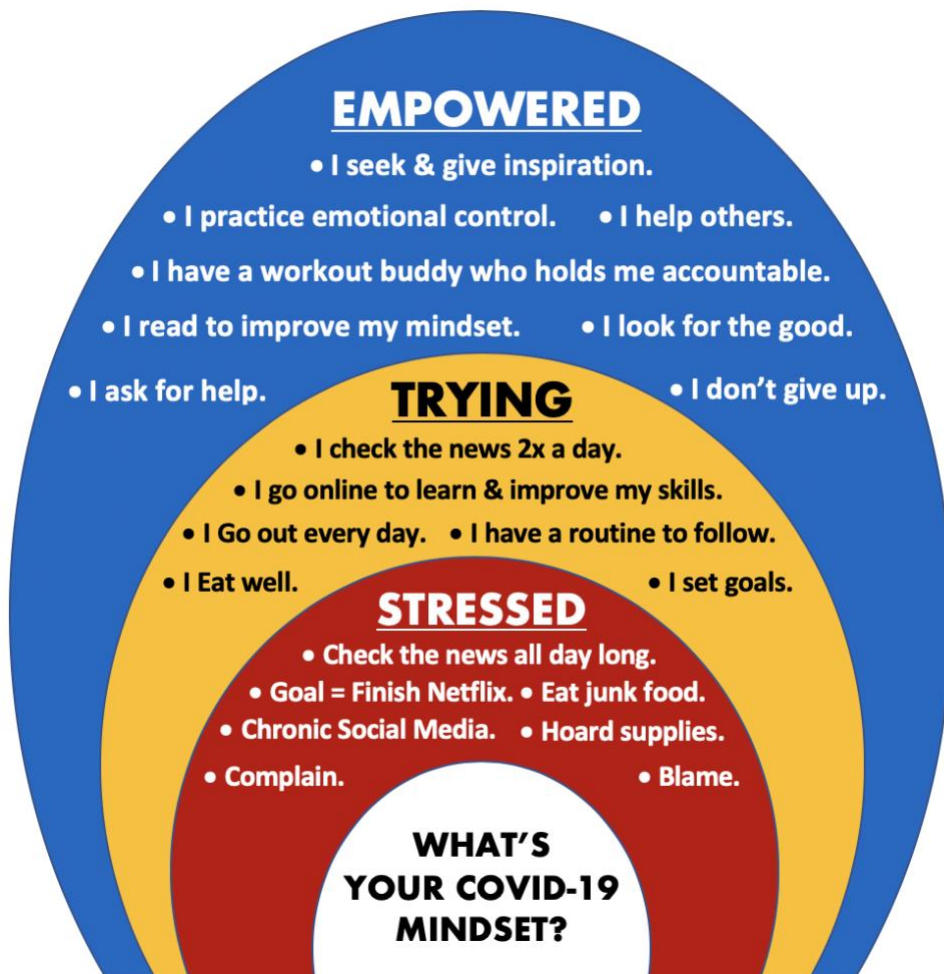 EMPOWERED
• I seek & give inspiration.
• I practice emotional control. • I help others.
• I have a workout buddy who holds me accountable.
• I read to improve my mindset. • I look for the good.
• I ask for help. • I don't give up.
TRYING
• I check the news 2x a day.
• I go online to learn & improve my skills.
• I Go out every day. • I have a routine to follow.
• I Eat well. • I set goals.
STRESSED
• Check the news all day long.
• Goal = Finish Netflix. • Eat junk food.
• Chronic Social Media. • Hoard supplies.
• Complain. • Blame.
WHAT'S
YOUR COVID-19
MINDSET?